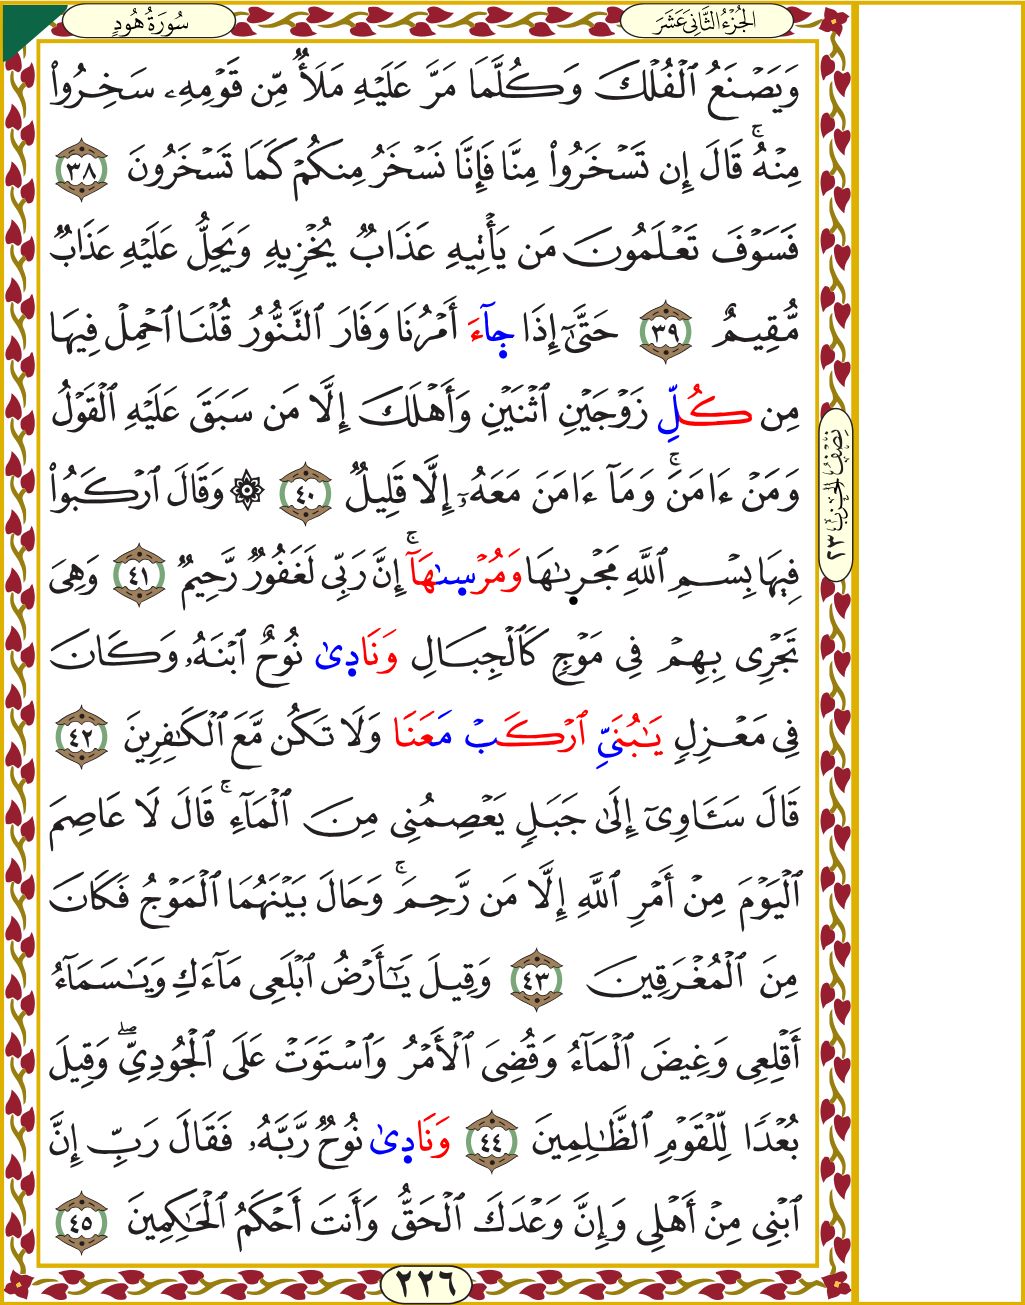 الجُزْءُ الثَّانِىَ عَشَرَ
سُورَةُ هُودٍ
وَيَصۡنَعُ ٱلۡفُلۡكَ وَكُلَّمَا مَرَّ عَلَيۡهِ مَلَأٞ مِّن قَوۡمِهِۦ سَخِرُواْ
مِنۡهُۚ قَالَ إِن تَسۡخَرُواْ مِنَّا فَإِنَّا نَسۡخَرُ مِنكُمۡ كَمَا تَسۡخَرُونَ ٣٨
فَسَوۡفَ تَعۡلَمُونَ مَن يَأۡتِيهِ عَذَابٞ يُخۡزِيهِ وَيَحِلُّ عَلَيۡهِ عَذَابٞ
مُّقِيمٌ ٣٩ حَتَّىٰٓ إِذَا جِآءَ أَمۡرُنَا وَفَارَ ٱلتَّنُّورُ قُلۡنَا ٱحۡمِلۡ فِيهَا
مِن كُلِّ زَوۡجَيۡنِ ٱثۡنَيۡنِ وَأَهۡلَكَ إِلَّا مَن سَبَقَ عَلَيۡهِ ٱلۡقَوۡلُ
وَمَنۡ ءَامَنَۚ وَمَآ ءَامَنَ مَعَهُۥٓ إِلَّا قَلِيلٞ ٤٠ ۞ وَقَالَ ٱرۡكَبُواْ
فِيهَا بِسۡمِ ٱللَّهِ مَجۡر۪ىٰهَا وَمُرۡس۪ىٰهَآۚ إِنَّ رَبِّي لَغَفُورٞ رَّحِيمٞ ٤١ وَهِيَ
تَجۡرِي بِهِمۡ فِي مَوۡجٖ كَٱلۡجِبَالِ وَنَاد۪ىٰ نُوحٌ ٱبۡنَهُۥ وَكَانَ
فِي مَعۡزِلٖ يَٰبُنَيِّ ٱرۡكَبۡ مَعَنَا وَلَا تَكُن مَّعَ ٱلۡكَٰفِرِينَ ٤٢
قَالَ سَـَٔاوِيٓ إِلَىٰ جَبَلٖ يَعۡصِمُنِي مِنَ ٱلۡمَآءِۚ قَالَ لَا عَاصِمَ
ٱلۡيَوۡمَ مِنۡ أَمۡرِ ٱللَّهِ إِلَّا مَن رَّحِمَۚ وَحَالَ بَيۡنَهُمَا ٱلۡمَوۡجُ فَكَانَ
مِنَ ٱلۡمُغۡرَقِينَ ٤٣ وَقِيلَ يَٰٓأَرۡضُ ٱبۡلَعِي مَآءَكِ وَيَٰسَمَآءُ
أَقۡلِعِي وَغِيضَ ٱلۡمَآءُ وَقُضِيَ ٱلۡأَمۡرُ وَٱسۡتَوَتۡ عَلَى ٱلۡجُودِيِّۖ وَقِيلَ
بُعۡدٗا لِّلۡقَوۡمِ ٱلظَّٰلِمِينَ ٤٤ وَنَاد۪ىٰ نُوحٞ رَّبَّهُۥ فَقَالَ رَبِّ إِنَّ
ٱبۡنِي مِنۡ أَهۡلِي وَإِنَّ وَعۡدَكَ ٱلۡحَقُّ وَأَنتَ أَحۡكَمُ ٱلۡحَٰكِمِينَ ٤٥
نِصْفُ الحِزْب ٢٣
٢٢٦